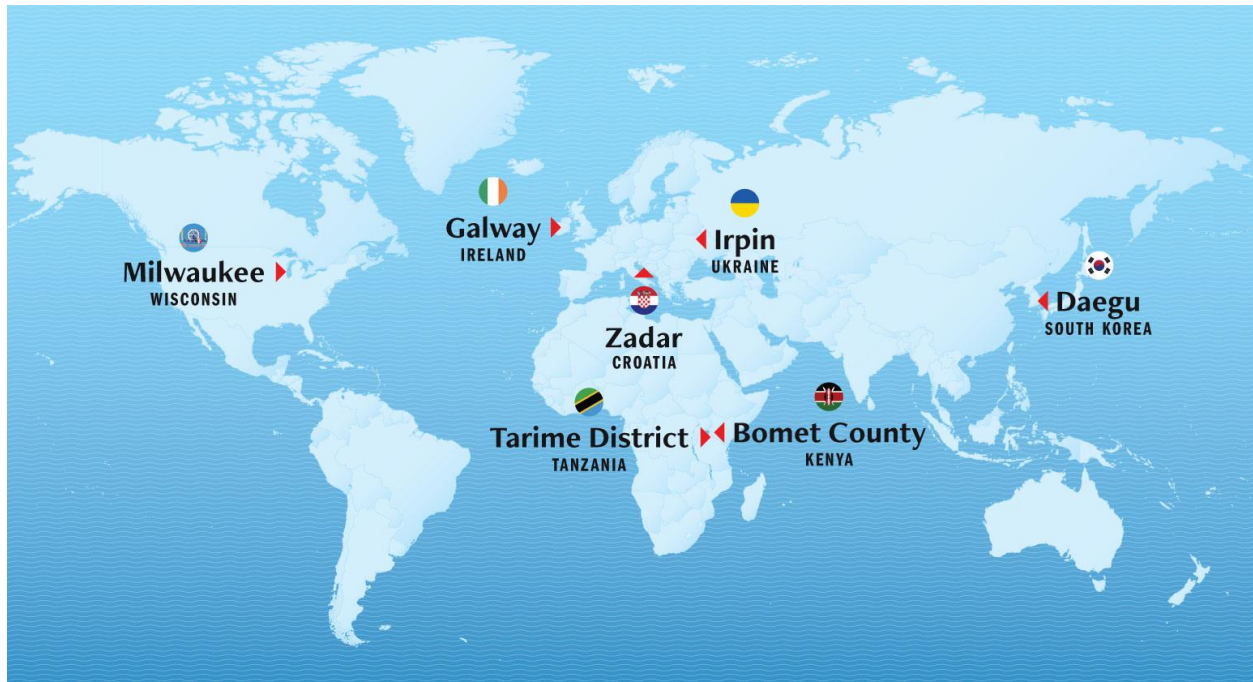 Galway
IRELAND
Irpin
UKRAINE
Milwaukee
WISCONSIN
Daegu
SOUTH KOREA
Zadar
CROATIA
Tarime District
TANZANIA
Bomet County
KENYA